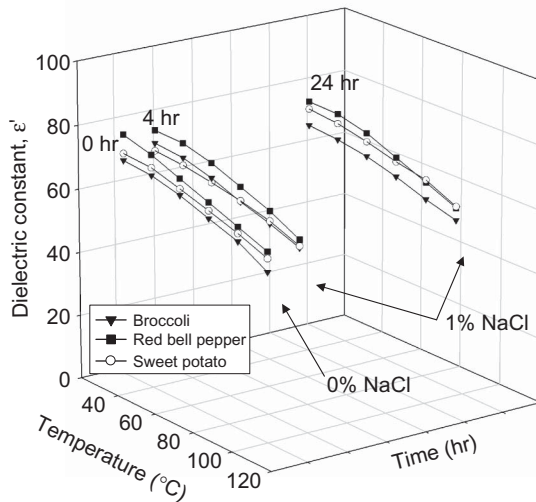 100
80
60
40
20
0
Dielectric constant, ε'
0 hr
4 hr
24 hr
Broccoli
Red bell pepper
Sweet potato
1% NaCl
0% NaCl
40
60
80
100
120
Temperature (°C)
Time (hr)